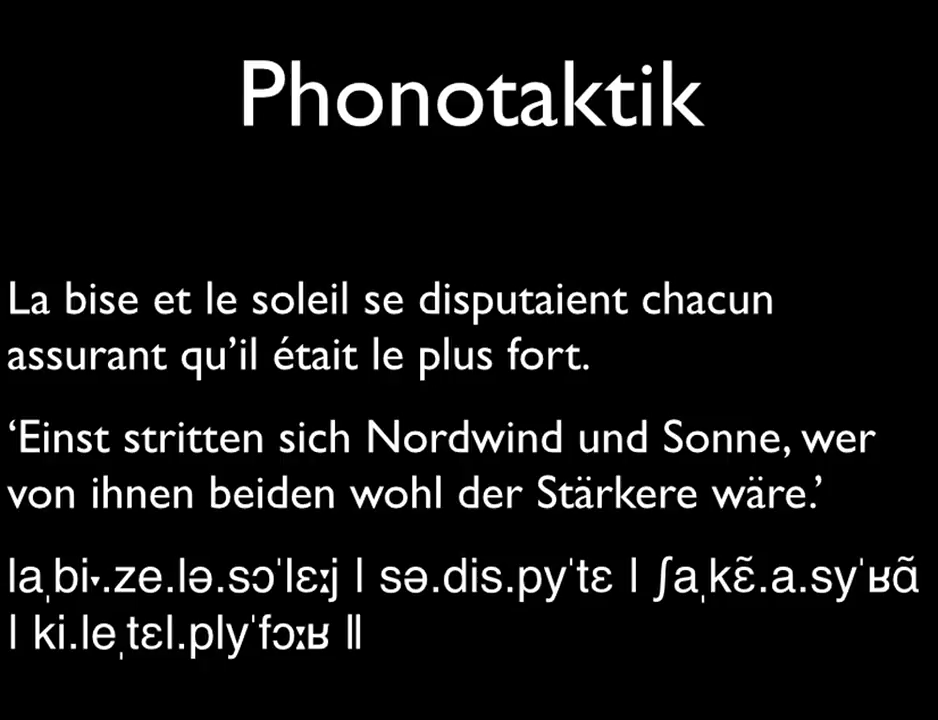 Phonotaktik
La bise et le soleil se disputaient chacun
assurant qu’il était le plus fort.
‘Einst stritten sich Nordwind und Sonne, wer
von ihnen beiden wohl der Stärkere wäre.’
laˌbiˑ.ze.lə.sɔˈlɛːj | sə.dis.pyˈtɛ | ʃaˌkɛ̃.a.syˈʁɑ̃
| ki.leˌtɛl.plyˈfɔːʁ ‖